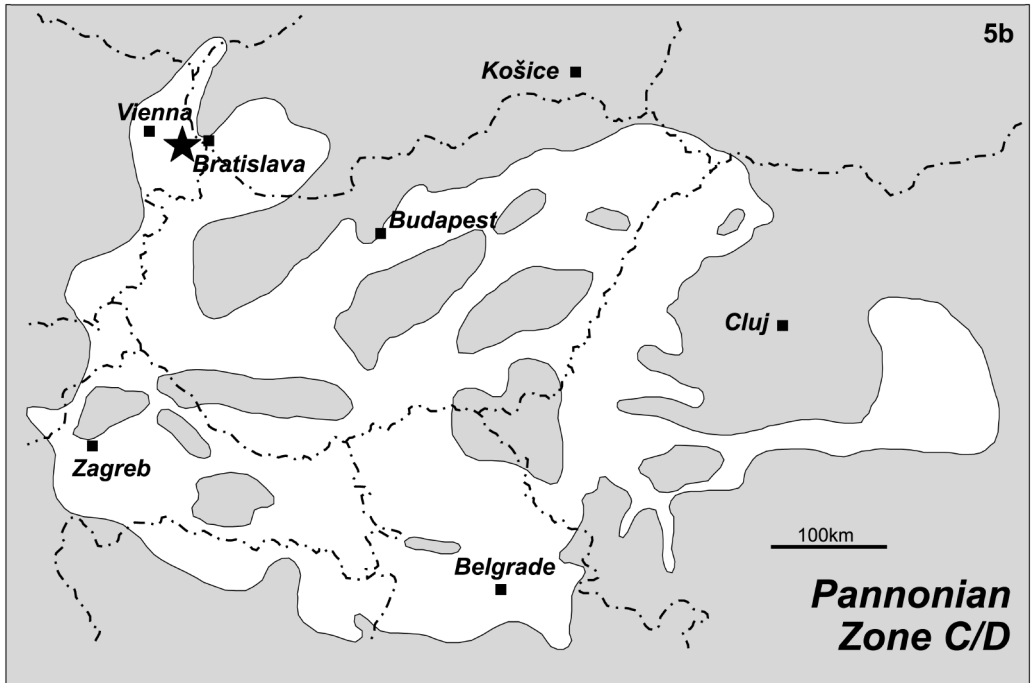 5b
Košice
Vienna
Bratislava
Budapest
Cluj
Zagreb
100km
Belgrade
Pannonian
Zone C/D